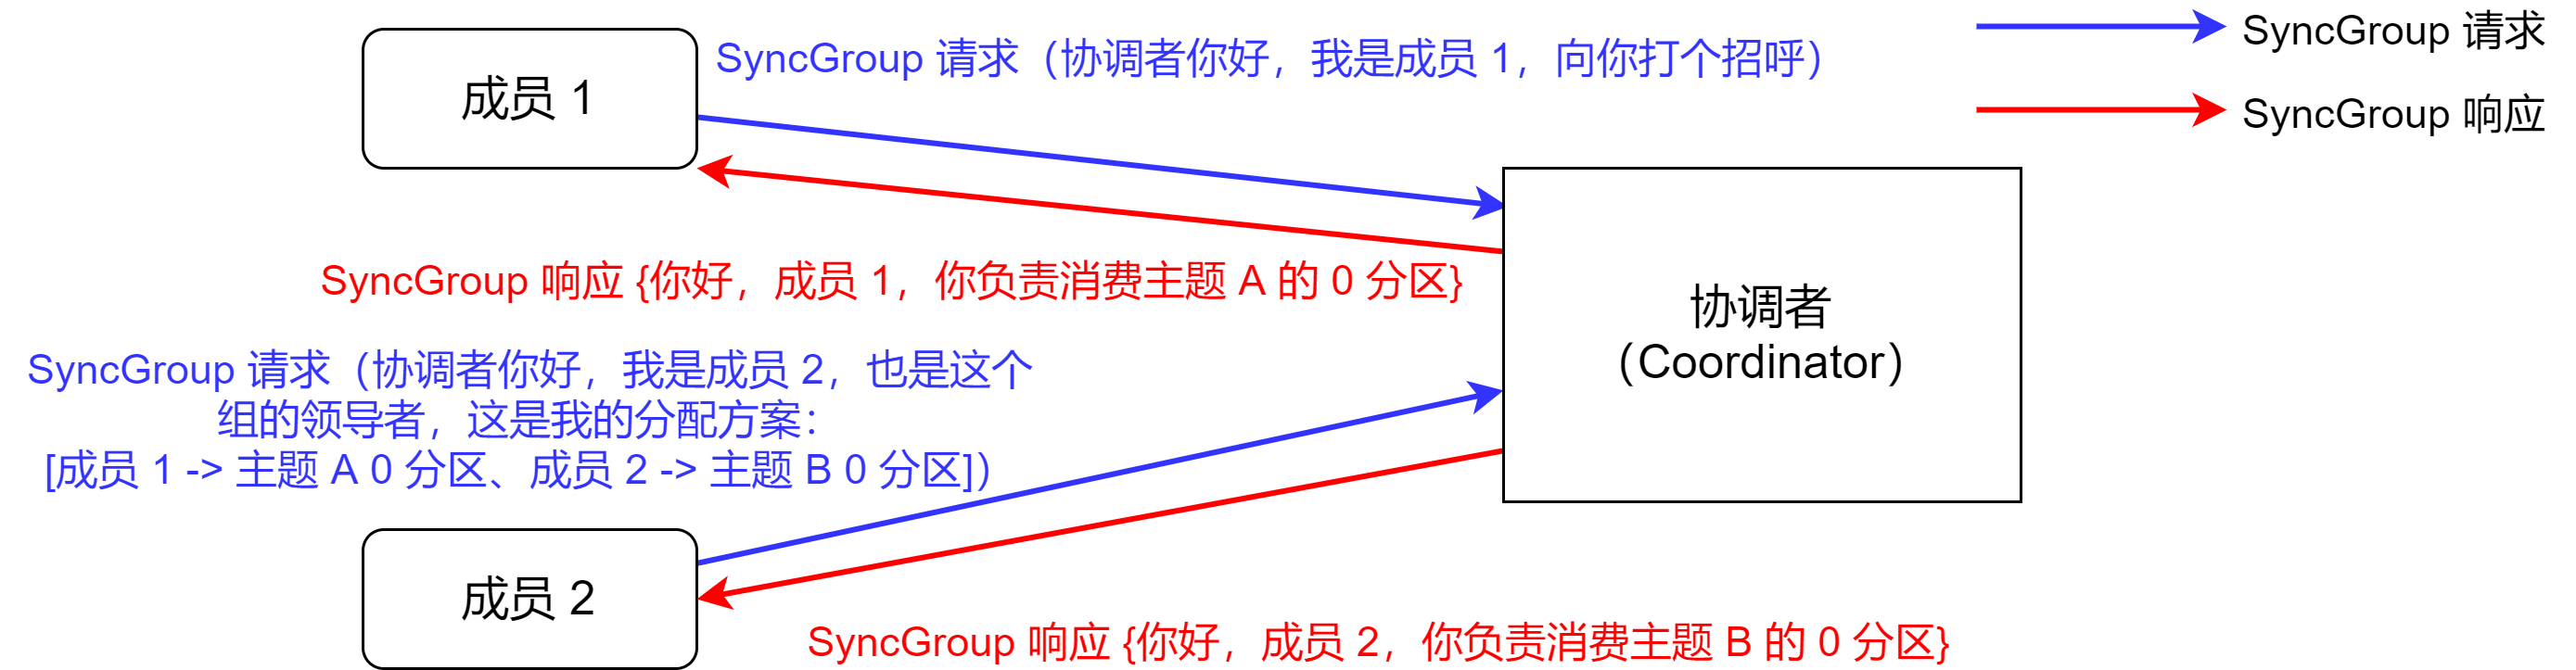 成员 1
SyncGroup 请求（协调者你好，我是成员 1，向你打个招呼）
SyncGroup 请求
SyncGroup 响应
SyncGroup 响应 {你好，成员 1，你负责消费主题 A 的 0 分区}
协调者
（Coordinator）
SyncGroup 请求（协调者你好，我是成员 2，也是这个
组的领导者，这是我的分配方案：
[成员 1 -> 主题 A 0 分区、成员 2 -> 主题 B 0 分区]）
成员 2
SyncGroup 响应 {你好，成员 2，你负责消费主题 B 的 0 分区}